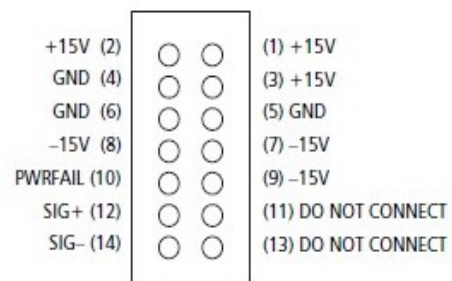 +15V (2) (1) +15V
GND (4) (3) +15V
GND (6) (5) GND
–15V (8) (7) –15V
PWRFAIL (10) (9) –15V
SIG+ (12) (11) DO NOT CONNECT
SIG– (14) (13) DO NOT CONNECT